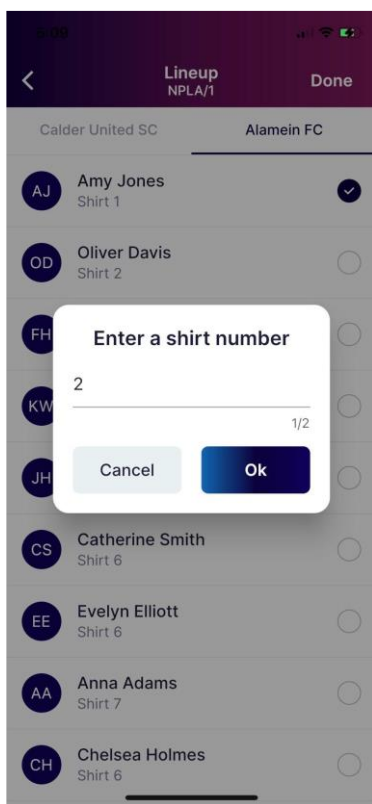 5:09
Lineup
NPLA/1
Done
Calder United SC
Alamein FC
AJ
Amy Jones
Shirt 1
OD
Oliver Davis
Shirt 2
FH
Enter a shirt number
KW
2
1/2
JH
Cancel
Ok
CS
Catherine Smith
Shirt 6
EE
Evelyn Elliott
Shirt 6
AA
Anna Adams
Shirt 7
CH
Chelsea Holmes
Shirt 6